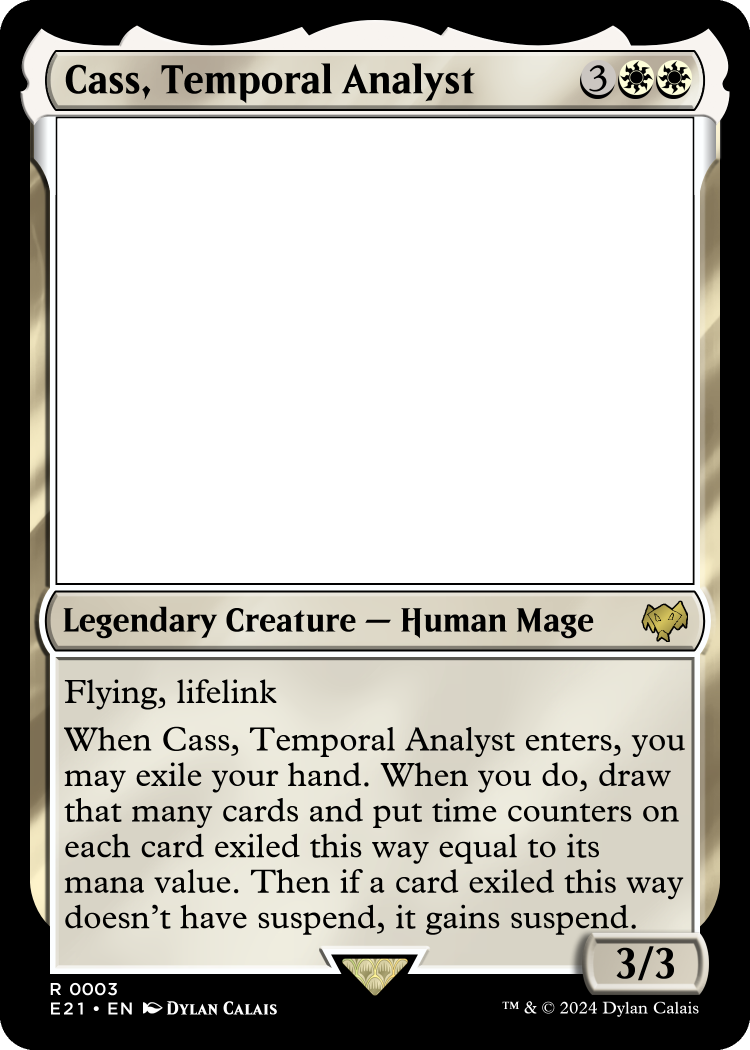 Cass, Temporal Analyst 3
Legendary Creature — Human Mage
Flying, lifelink
When Cass, Temporal Analyst enters, you
may exile your hand. When you do, draw
that many cards and put time counters on
each card exiled this way equal to its
mana value. Then if a card exiled this way
doesn't have suspend, it gains suspend.
3/3
R 0003
E21 • EN Dylan Calais
™ & © 2024 Dylan Calais